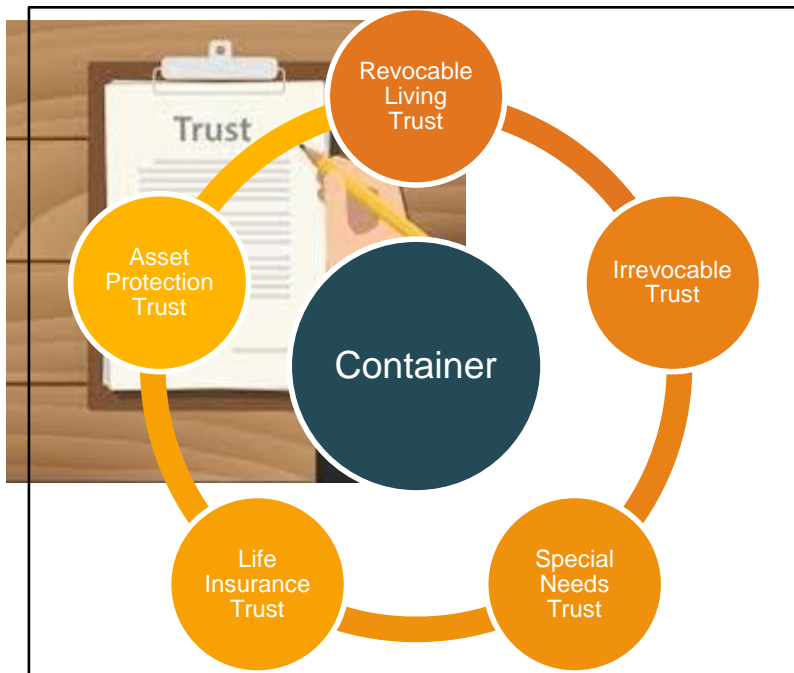 Trust
Revocable
Living
Trust
Irrevocable
Trust
Special
Needs
Trust
Life
Insurance
Trust
Asset
Protection
Trust
Container